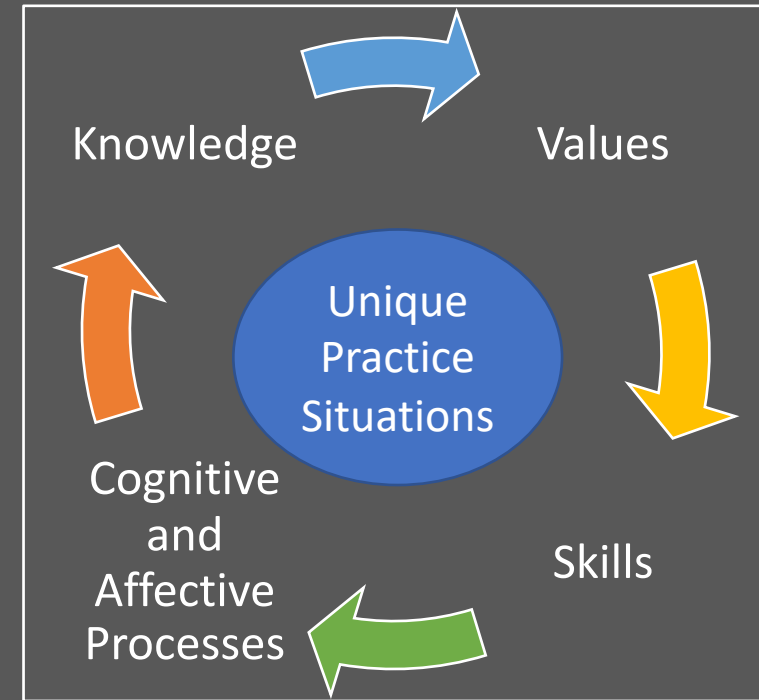 Knowledge
Values
Unique
Practice
Situations
Cognitive
and
Affective
Processes
Skills